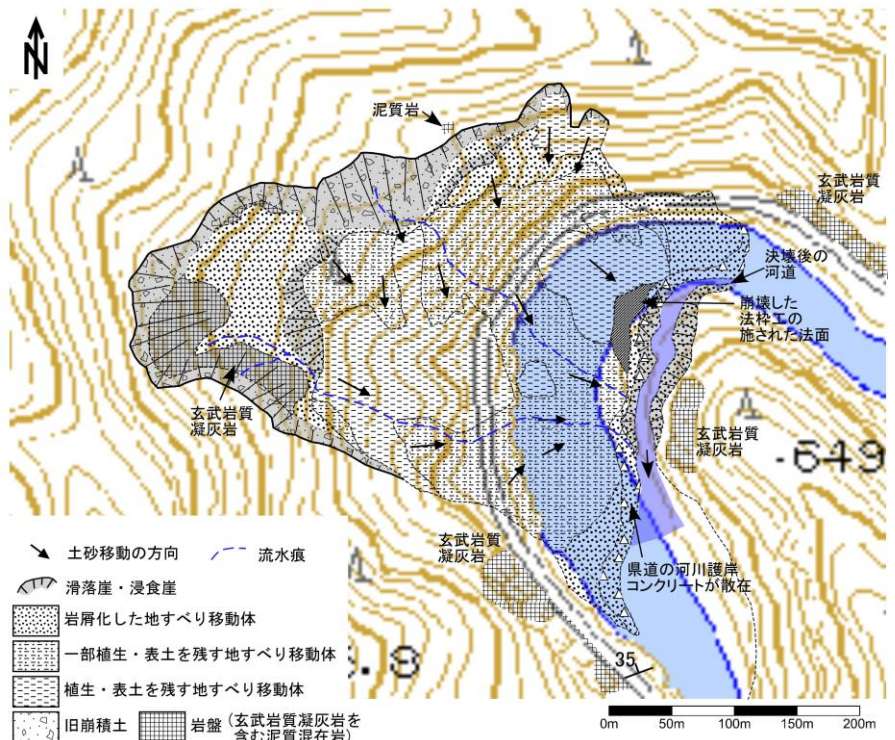 N
泥質岩
玄武岩質
凝灰岩
決壊後の
河道
崩壊した
法枠工の
施された法面
玄武岩質
凝灰岩
玄武岩質
凝灰岩
-649
玄武岩質
凝灰岩
県道の河川護岸
コンクリートが散在
35
土砂移動の方向
流水痕
滑落崖・浸食崖
岩屑化した地すべり移動体
一部植生・表土を残す地すべり移動体
植生・表土を残す地すべり移動体
旧崩積土
岩盤 (玄武岩質凝灰岩を
含む泥質混在岩)
0m 50m 100m 150m 200m